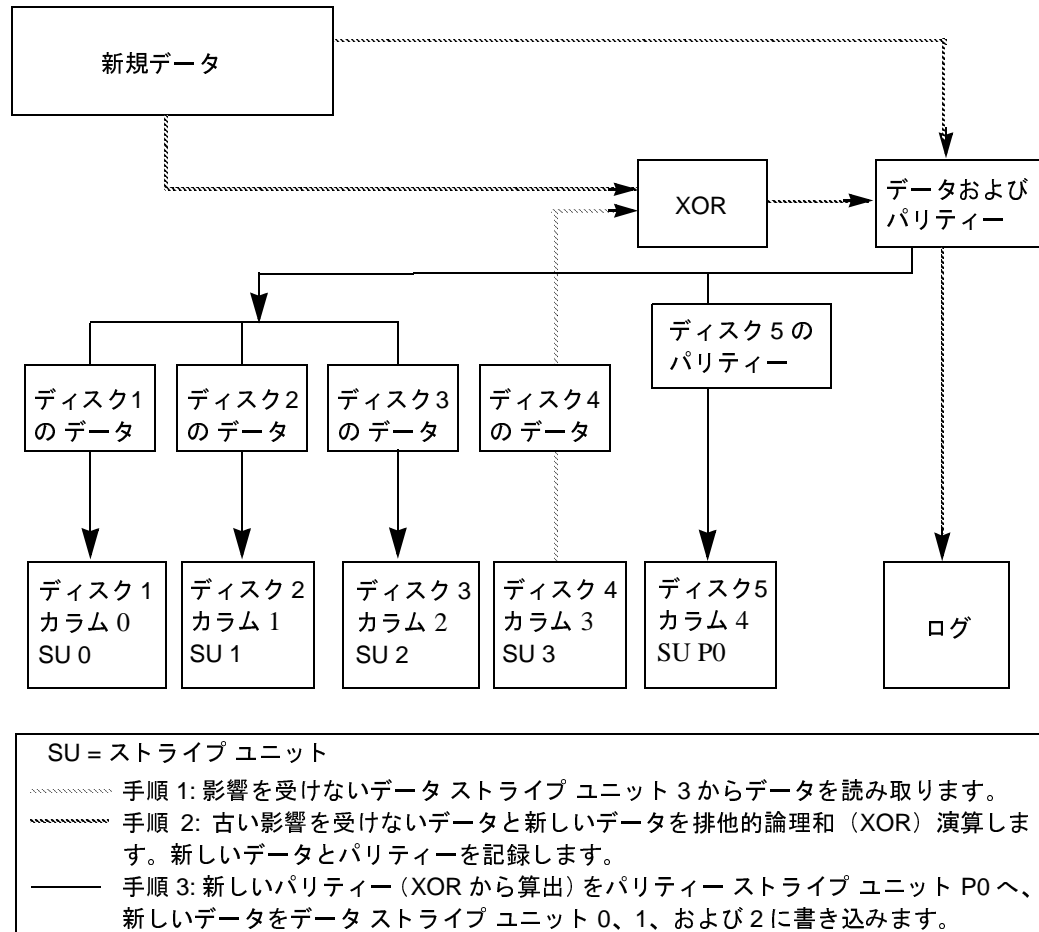 新規データ
XOR
データおよび
パリティー
ディスク 5 の
パリティー
ディスク1
の データ
ディスク2
の データ
ディスク3
の データ
ディスク4
の データ
ディスク 1
カラム 0
SU 0
ディスク 2
カラム 1
SU 1
ディスク 3
カラム 2
SU 2
ディスク 4
カラム 3
SU 3
ディスク5
カラム 4
SU P0
ログ
SU = ストライプ ユニット
手順 1: 影響を受けないデータ ストライプ ユニット 3 からデータを読み取ります。
手順 2: 古い影響を受けないデータと新しいデータを排他的論理和（XOR）演算しま
す。新しいデータとパリティーを記録します。
手順 3: 新しいパリティー（XOR から算出）をパリティー ストライプ ユニット P0 へ、
新しいデータをデータ ストライプ ユニット 0、1、および 2 に書き込みます。